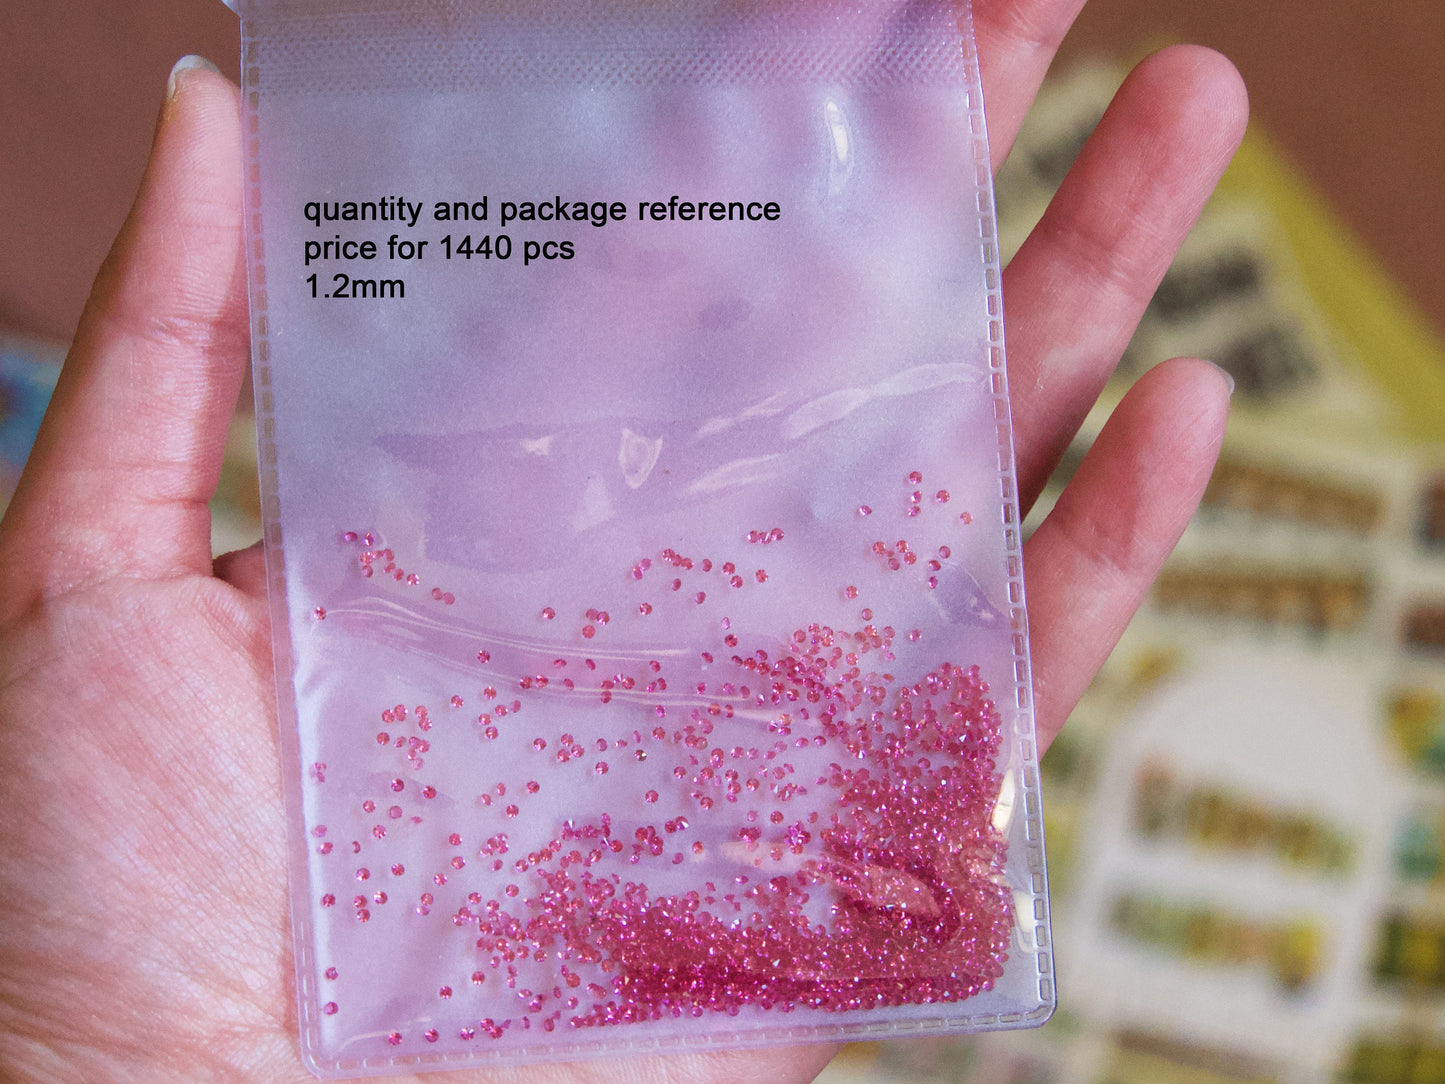 quantity and package reference
price for 1440 pcs
1.2mm